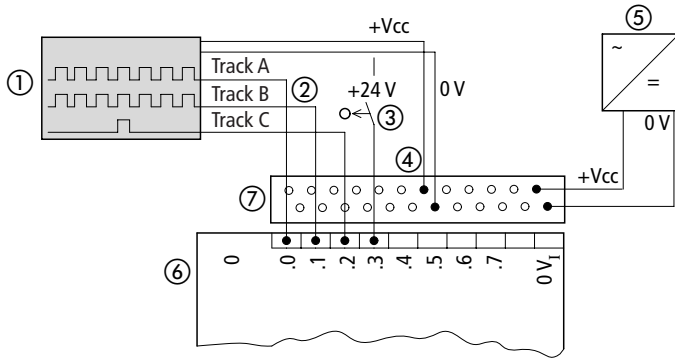 +Vcc
⑤
~
=
0 V
①
Track A
Track B
②
Track C
+24 V
③
0 V
④
+Vcc
⑦
⑥
0
.0
.1
.2
.3
.4
.5
.6
.7
0 VI